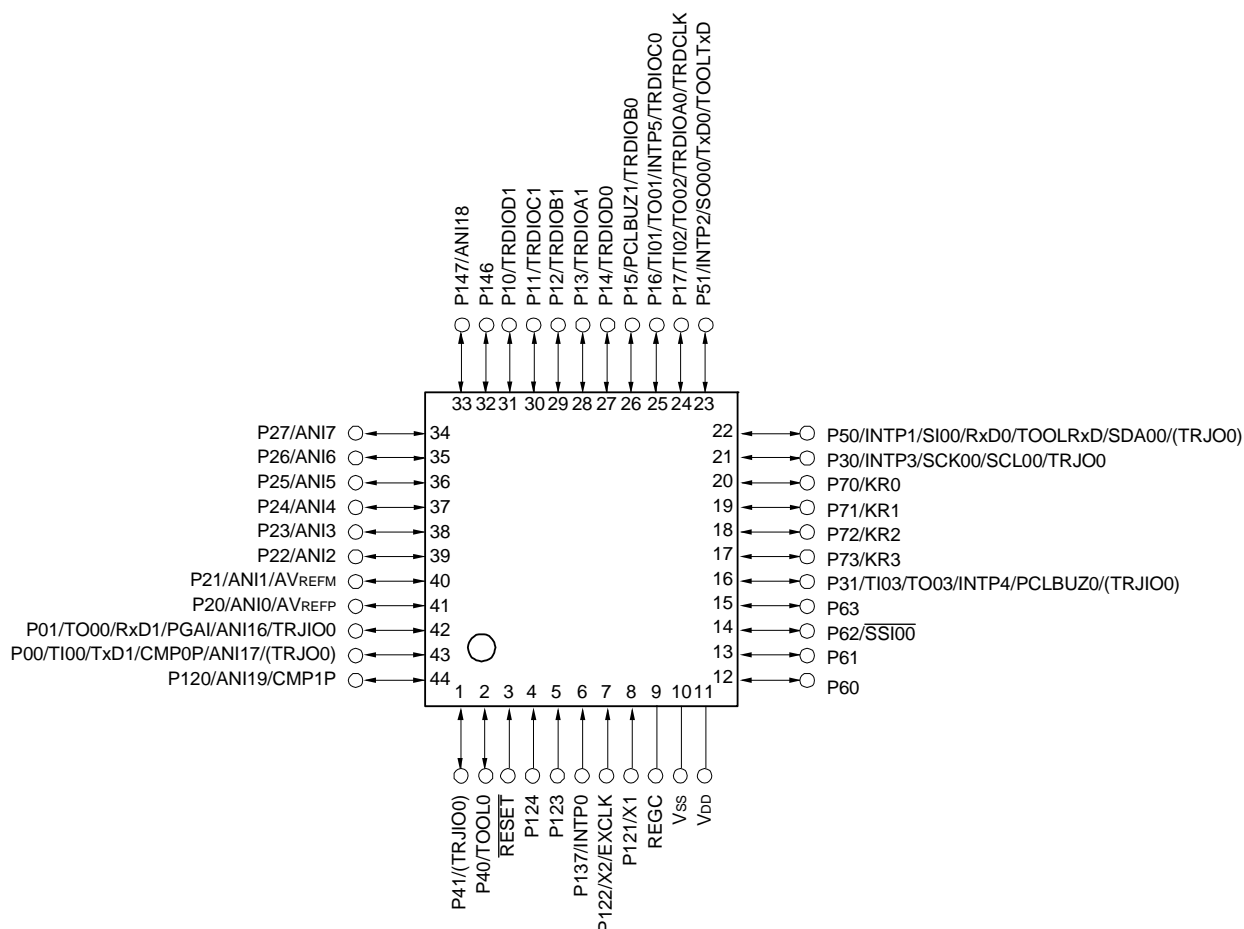 P147/ANI18
P146
P10/TRDIOD1
P11/TRDIOC1
P12/TRDIOB1
P13/TRDIOA1
P14/TRDIOD0
P15/PCLBUZ1/TRDIOB0
P16/TI01/TO01/INTP5/TRDIOC0
P17/TI02/TO02/TRDIOA0/TRDCLK
P51/INTP2/SO00/TxD0/TOOLTxD
33 32 31 30 29 28 27 26 25 24 23
P27/ANI7 34
P26/ANI6 35
P25/ANI5 36
P24/ANI4 37
P23/ANI3 38
P22/ANI2 39
P21/ANI1/AVREFM 40
P20/ANI0/AVREFP 41
P01/TO00/RxD1/PGAI/ANI16/TRJIO0 42
P00/TI00/TxD1/CMP0P/ANI17/(TRJO0) 43
P120/ANI19/CMP1P 44
22 P50/INTP1/SI00/RxD0/TOOLRxD/SDA00/(TRJO0)
21 P30/INTP3/SCK00/SCL00/TRJO0
20 P70/KR0
19 P71/KR1
18 P72/KR2
17 P73/KR3
16 P31/TI03/TO03/INTP4/PCLBUZ0/(TRJIO0)
15 P63
14 P62/SSI00
13 P61
12 P60
1 2 3 4 5 6 7 8 9 10 11
P41/(TRJIO0)
P40/TOOL0
RESET
P124
P123
P137/INTP0
P122/X2/EXCLK
P121/X1
REGC
VSS
VDD